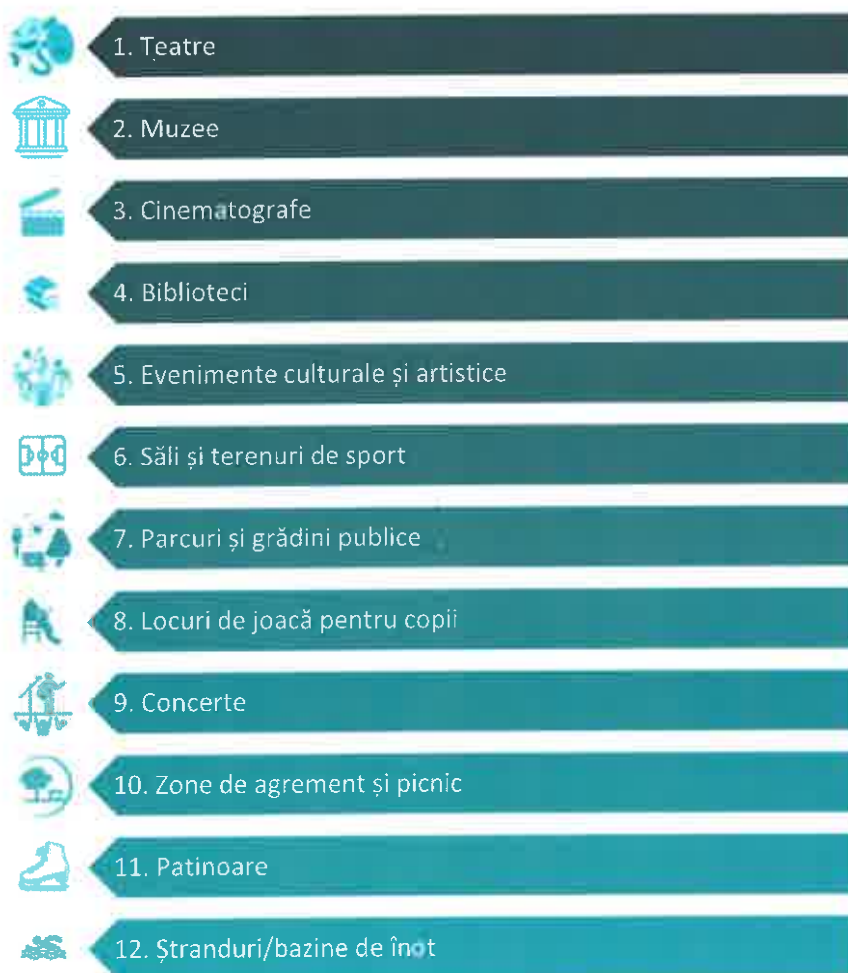 1. Teatre
2. Muzee
3. Cinematografe
4. Biblioteci
5. Evenimente culturale și artistice
6. Săli și terenuri de sport
7. Parcuri și grădini publice
8. Locuri de joacă pentru copii
9. Concerte
10. Zone de agrement și picnic
11. Patinoare
12. Ștranduri/bazine de înot